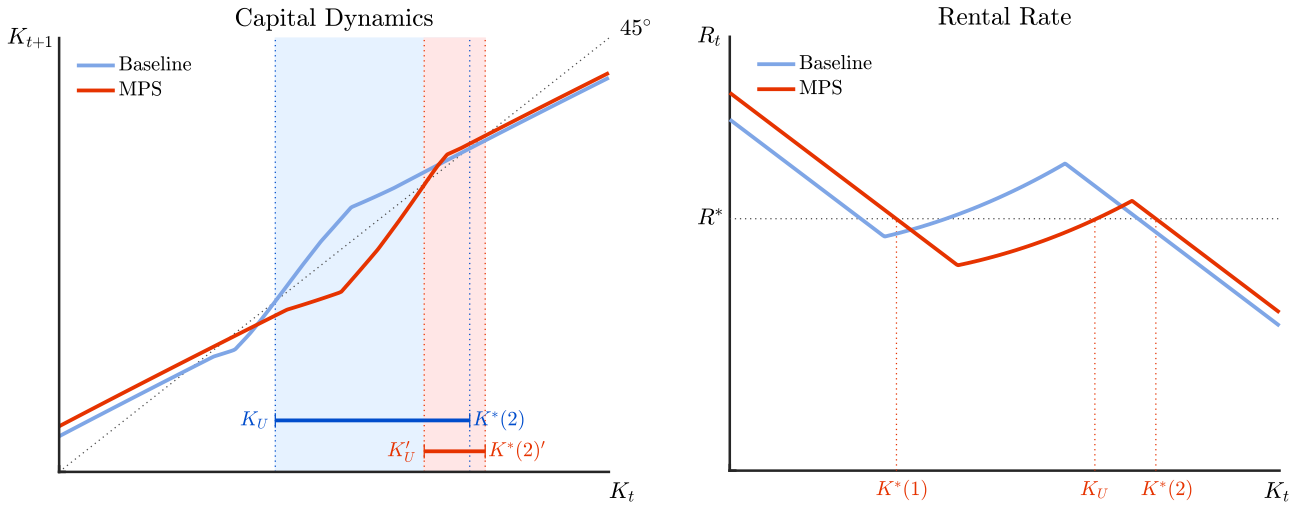 Capital Dynamics
K_{t+1}
45°
Baseline
MPS
K_U
K*(2)
K'_U
K*(2)'
K_t
Rental Rate
R_t
Baseline
MPS
R*
K*(1)
K_U
K*(2)
K_t